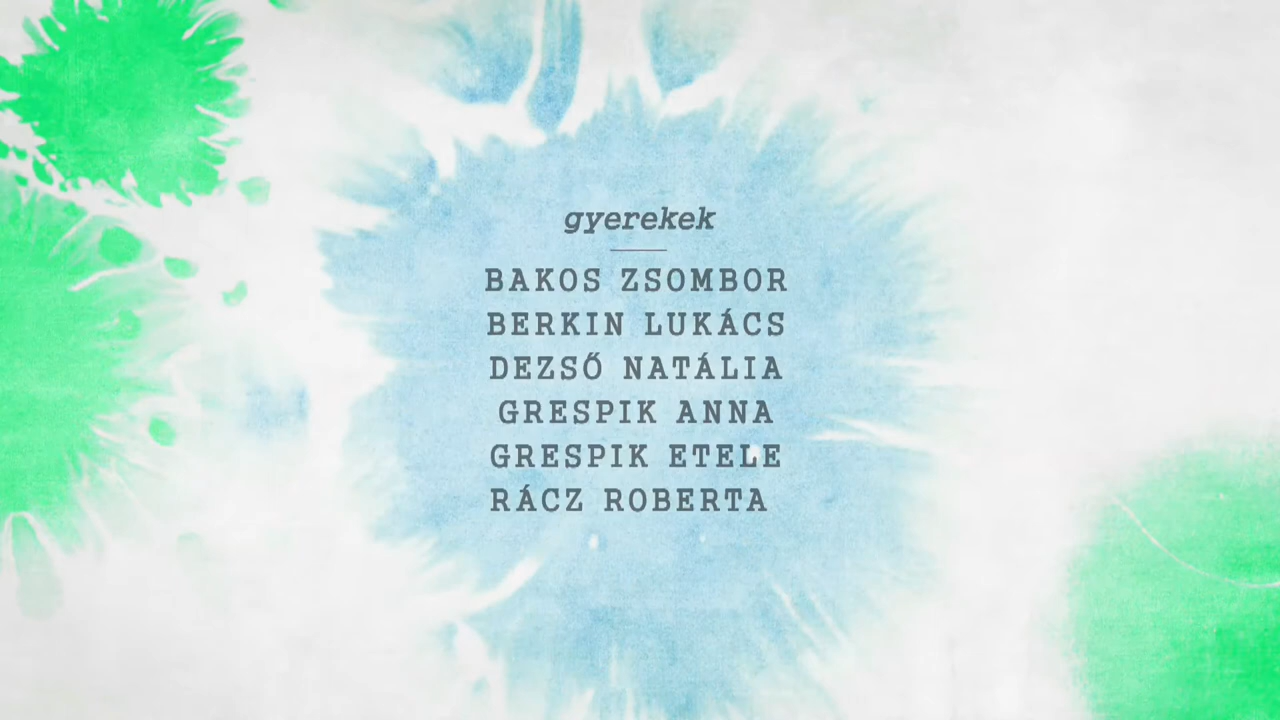 gyerekek
BAKOS ZSOMBOR
BERKIN LUKÁCS
DEZSŐ NATÁLIA
GRESPIK ANNA
GRESPIK ETELE
RÁCZ ROBERTA